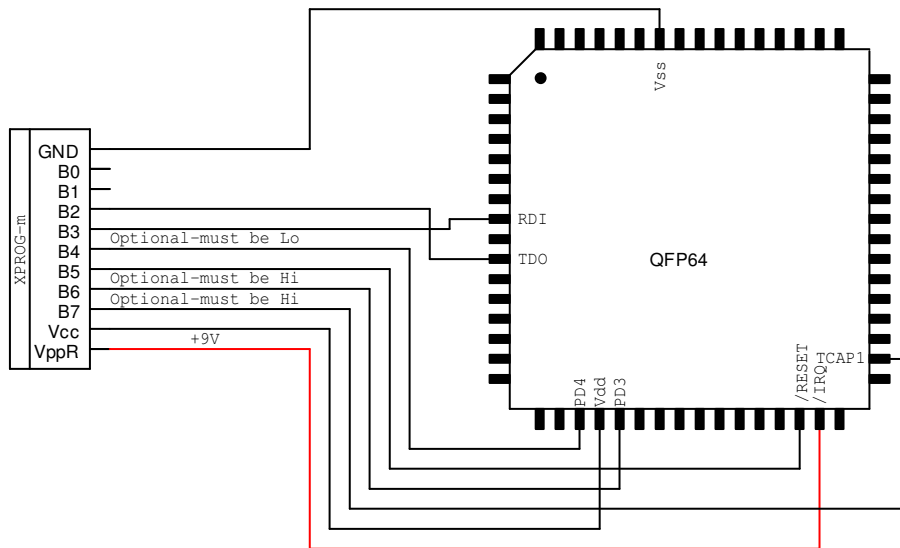 XPROG-m
GND
B0
B1
B2
B3
Optional-must be Lo
B4
B5
Optional-must be Hi
B6
Optional-must be Hi
B7
Vcc
+9V
VppR
Vss
RDI
TDO
QFP64
TCAP1
PD4
Vdd
PD3
/RESET
/IRQ